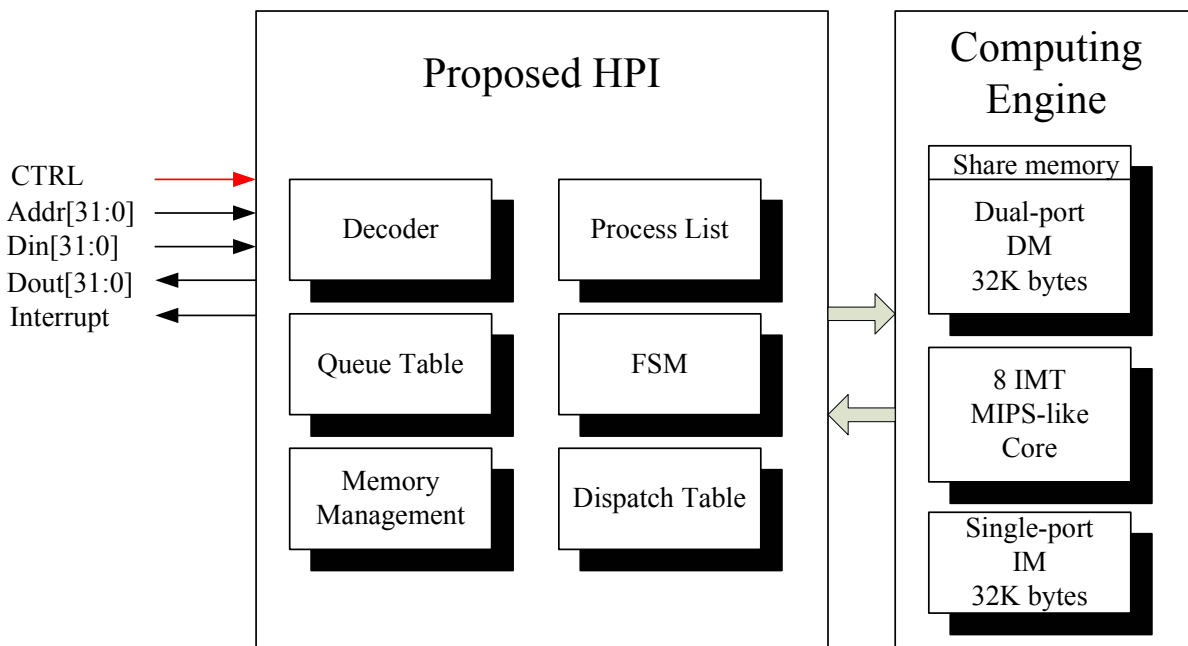 Proposed HPI
Computing
Engine
CTRL
Addr[31:0]
Din[31:0]
Dout[31:0]
Interrupt
Decoder
Process List
Queue Table
FSM
Memory
Management
Dispatch Table
Share memory
Dual-port
DM
32K bytes
8 IMT
MIPS-like
Core
Single-port
IM
32K bytes